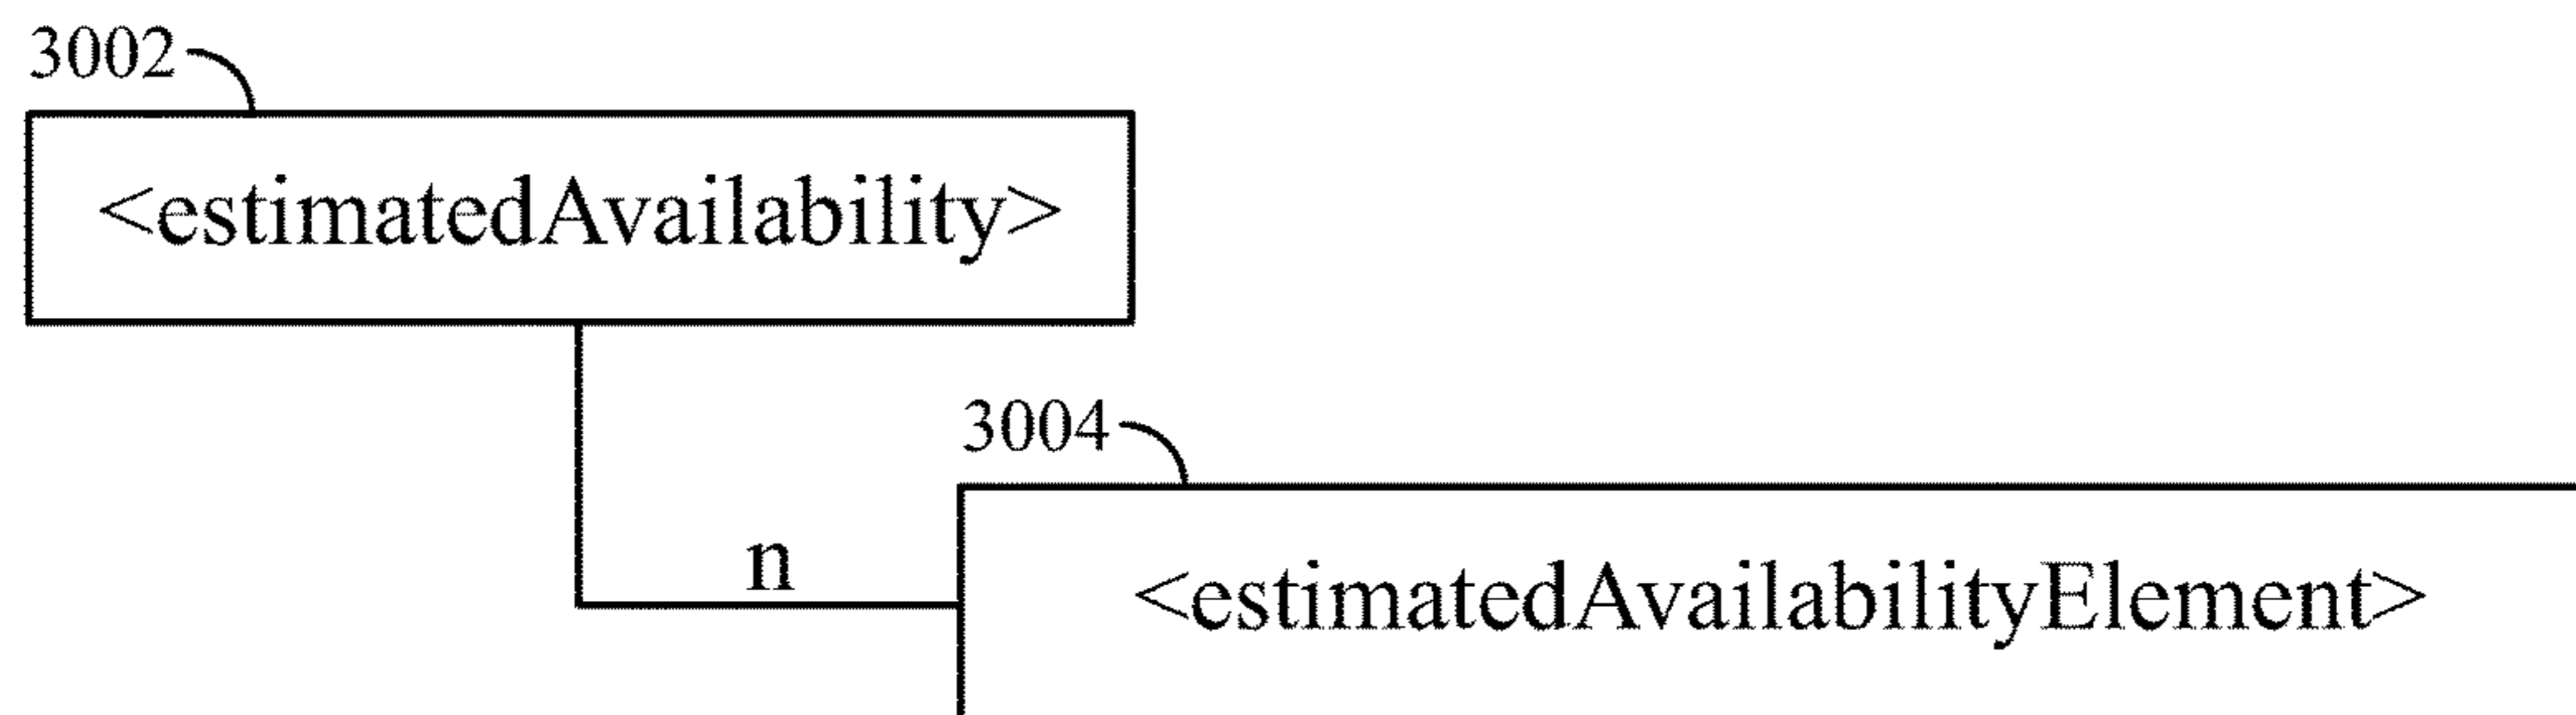 3002
<estimatedAvailability>
3004
n
<estimatedAvailabilityElement>